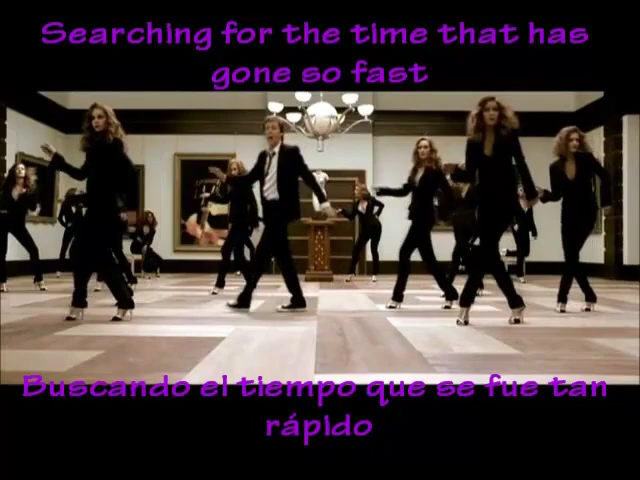 Searching for the time that has
gone so fast
Buscando el tiempo que se fue tan
rápido